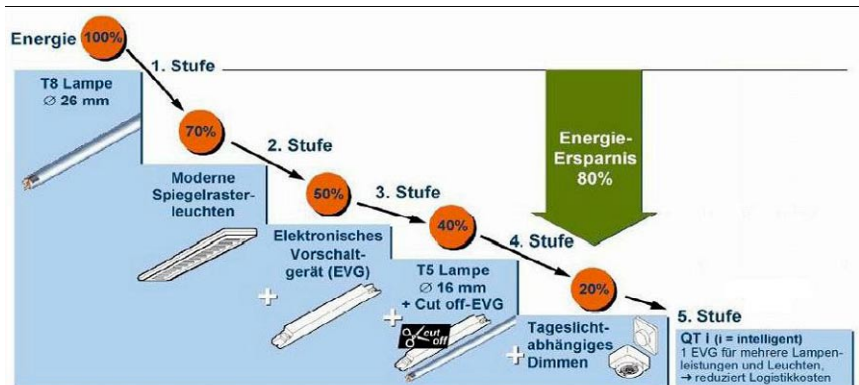 Energie 100%
1. Stufe
T8 Lampe
Ø 26 mm
70%
2. Stufe
Moderne
Spiegelraster-
leuchten
50%
3. Stufe
Elektronisches
Vorschalt-
gerät (EVG)
40%
4. Stufe
T5 Lampe
Ø 16 mm
+ Cut off-EVG
cut
off
20%
5. Stufe
Tageslicht-
abhängiges
Dimmen
QT I (i = intelligent)
1 EVG für mehrere Lampen-
leistungen und Leuchten,
→ reduziert Logistikkosten
Energie-
Ersparnis
80%